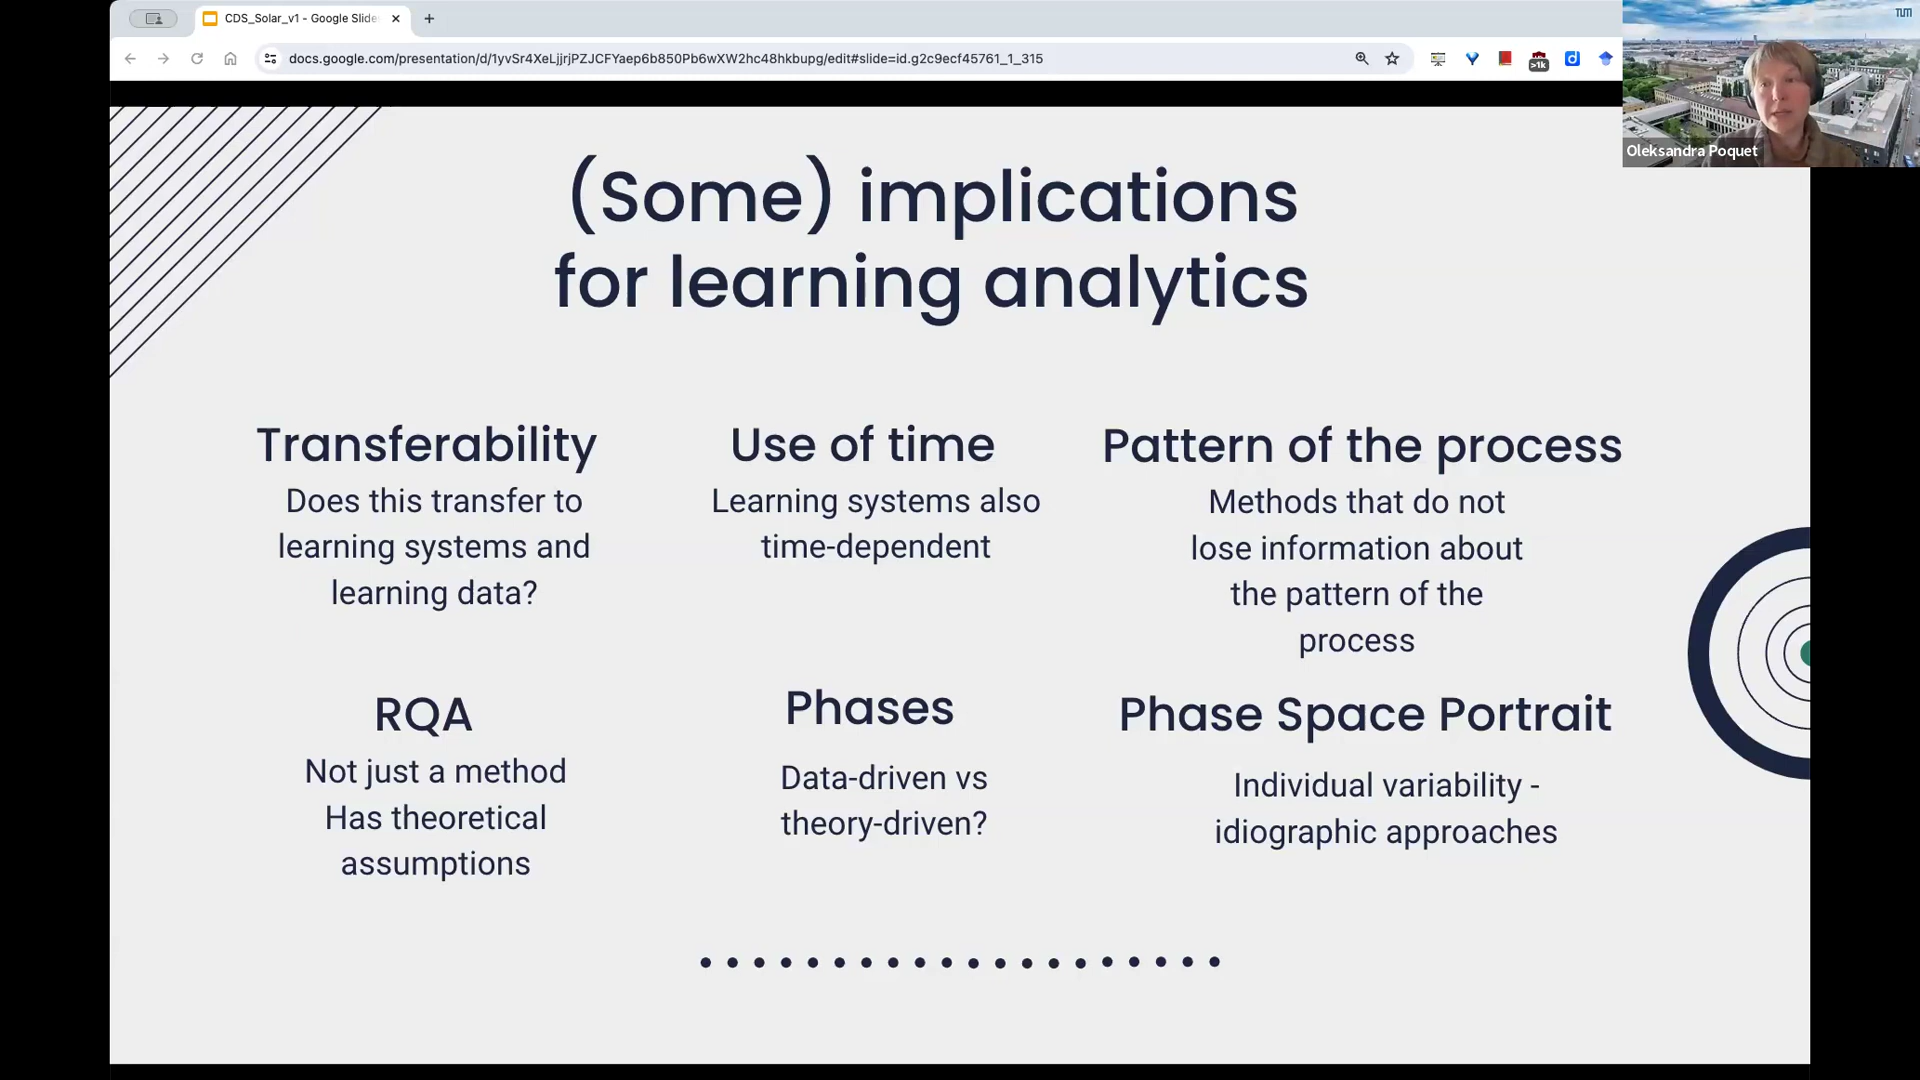 CDS_Solar_v1 - Google Slide
docs.google.com/presentation/d/1yvSr4XeLjjrjPZJCFYaep6b850Pb6wXW2hc48hkbupg/edit#slide=id.g2c9ecf45761_1_315
>1k
TUM
Oleksandra Poquet
(Some) implications
for learning analytics
Transferability
Does this transfer to
learning systems and
learning data?
Use of time
Learning systems also
time-dependent
Pattern of the process
Methods that do not
lose information about
the pattern of the
process
RQA
Not just a method
Has theoretical
assumptions
Phases
Data-driven vs
theory-driven?
Phase Space Portrait
Individual variability -
idiographic approaches